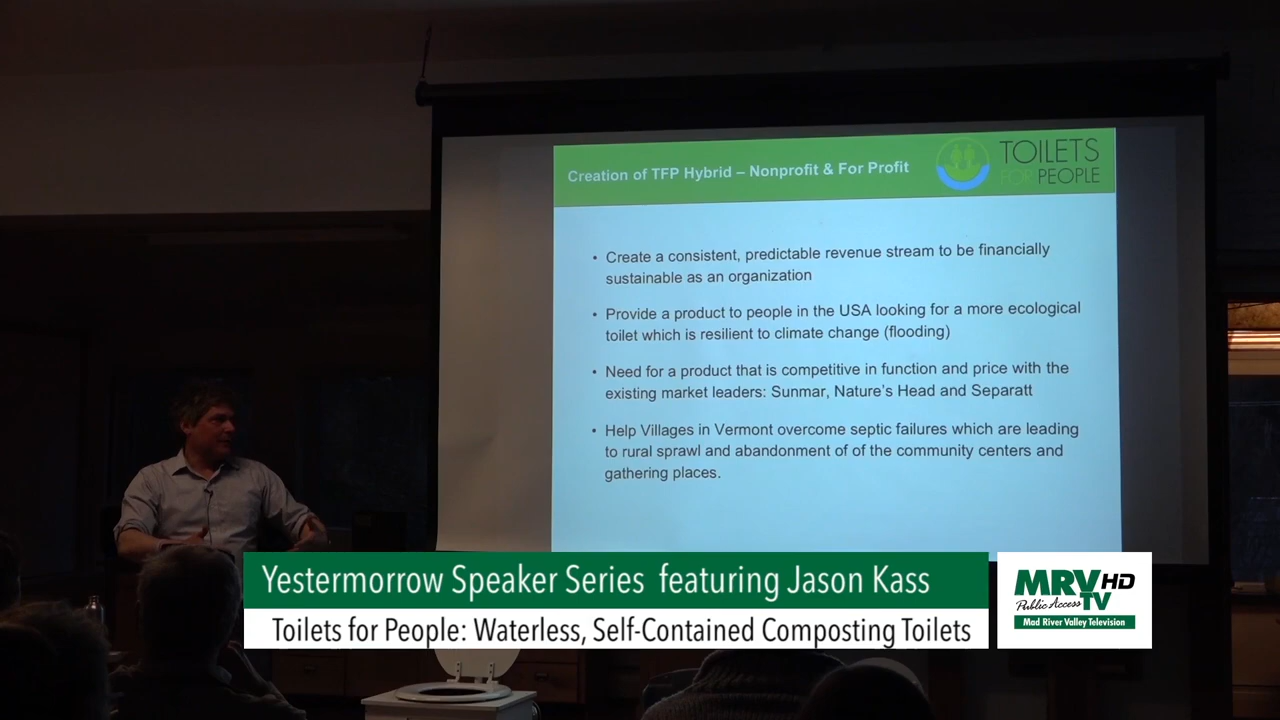 Creation of TFP Hybrid – Nonprofit & For Profit
TOILETS
FOR PEOPLE
• Create a consistent, predictable revenue stream to be financially
sustainable as an organization
• Provide a product to people in the USA looking for a more ecological
toilet which is resilient to climate change (flooding)
• Need for a product that is competitive in function and price with the
existing market leaders: Sunmar, Nature's Head and Separatt
• Help Villages in Vermont overcome septic failures which are leading
to rural sprawl and abandonment of of the community centers and
gathering places.
Yestermorrow Speaker Series featuring Jason Kass
Toilets for People: Waterless, Self-Contained Composting Toilets
MRV HD
Public Access TV
Mad River Valley Television